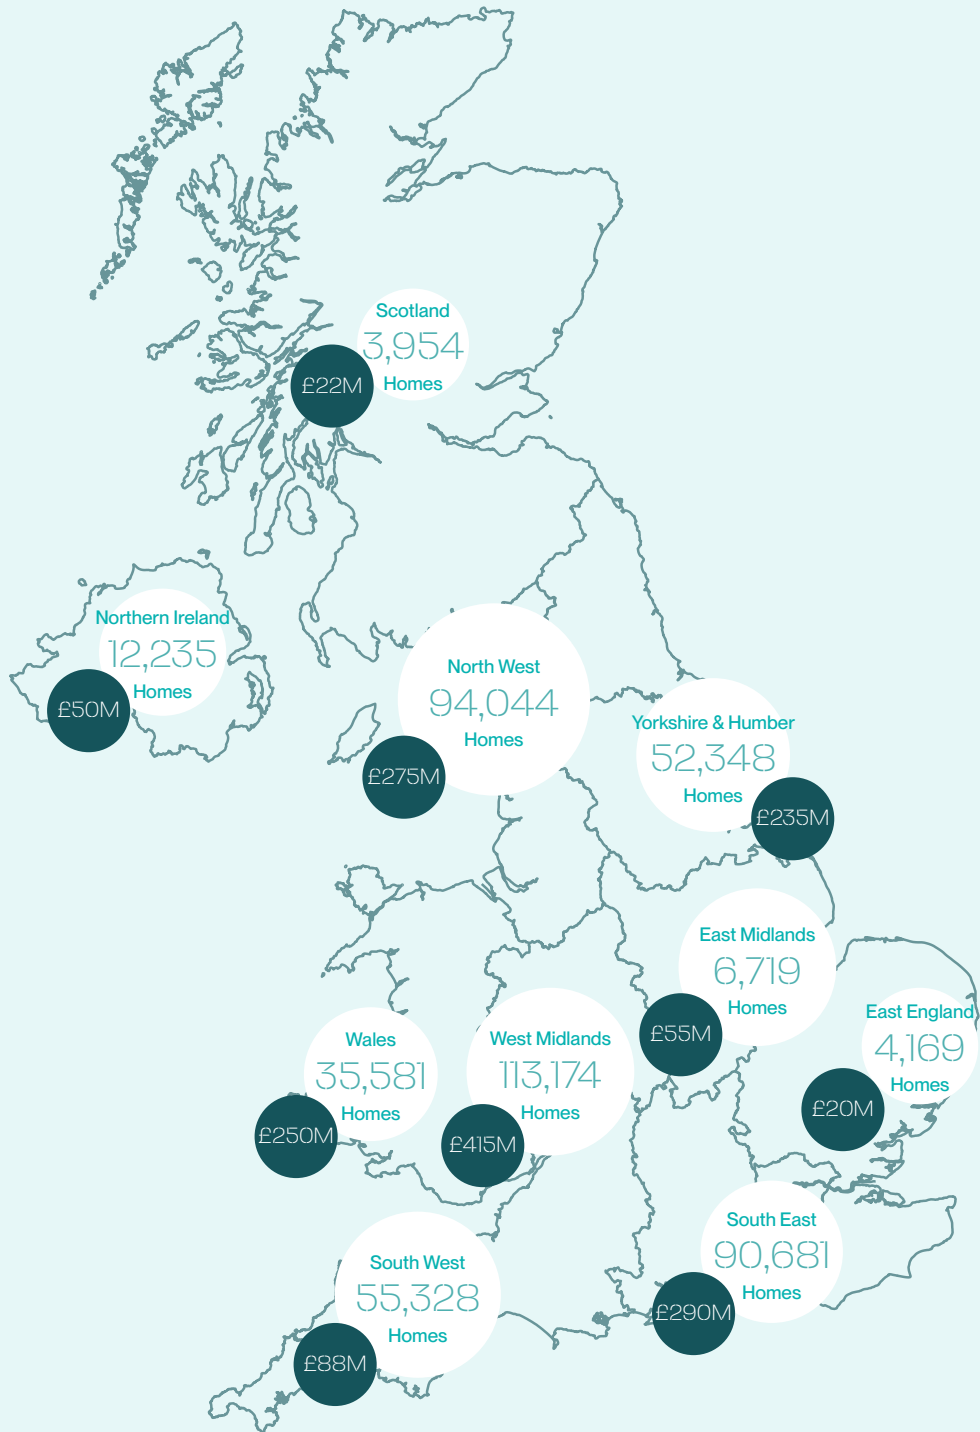 Scotland
3,954
Homes
£22M
Northern Ireland
12,235
Homes
£50M
North West
94,044
Homes
£275M
Yorkshire & Humber
52,348
Homes
£235M
East Midlands
6,719
Homes
£55M
East England
4,169
Homes
£20M
Wales
35,581
Homes
£250M
West Midlands
113,174
Homes
£415M
South East
90,681
Homes
£290M
South West
55,328
Homes
£88M